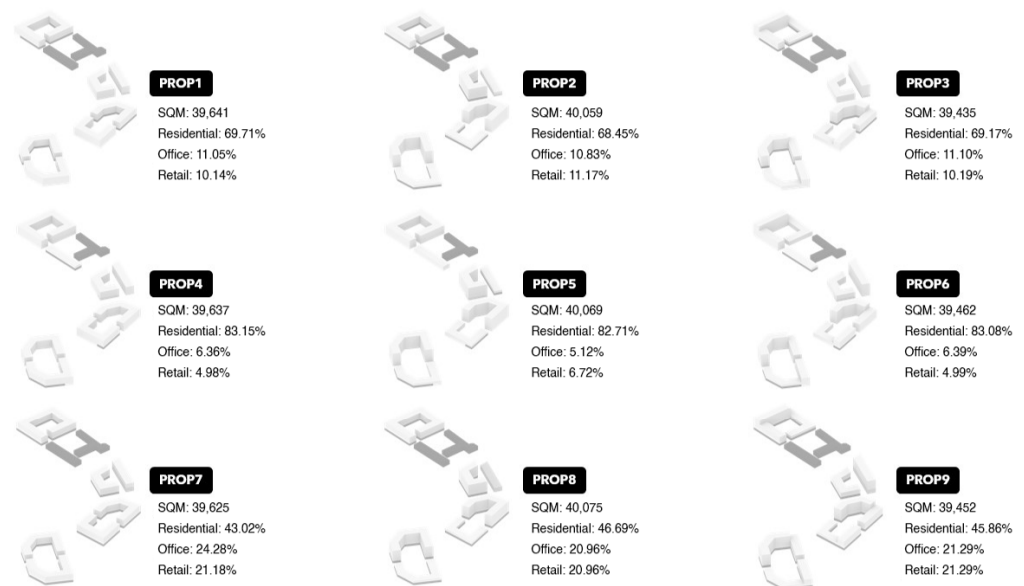 PROP1
SQM: 39,641
Residential: 69.71%
Office: 11.05%
Retail: 10.14%
PROP2
SQM: 40,059
Residential: 68.45%
Office: 10.83%
Retail: 11.17%
PROP3
SQM: 39,435
Residential: 69.17%
Office: 11.10%
Retail: 10.19%
PROP4
SQM: 39,637
Residential: 83.15%
Office: 6.36%
Retail: 4.98%
PROP5
SQM: 40,069
Residential: 82.71%
Office: 5.12%
Retail: 6.72%
PROP6
SQM: 39,462
Residential: 83.08%
Office: 6.39%
Retail: 4.99%
PROP7
SQM: 39,625
Residential: 43.02%
Office: 24.28%
Retail: 21.18%
PROP8
SQM: 40,075
Residential: 46.69%
Office: 20.96%
Retail: 20.96%
PROP9
SQM: 39,452
Residential: 45.86%
Office: 21.29%
Retail: 21.29%